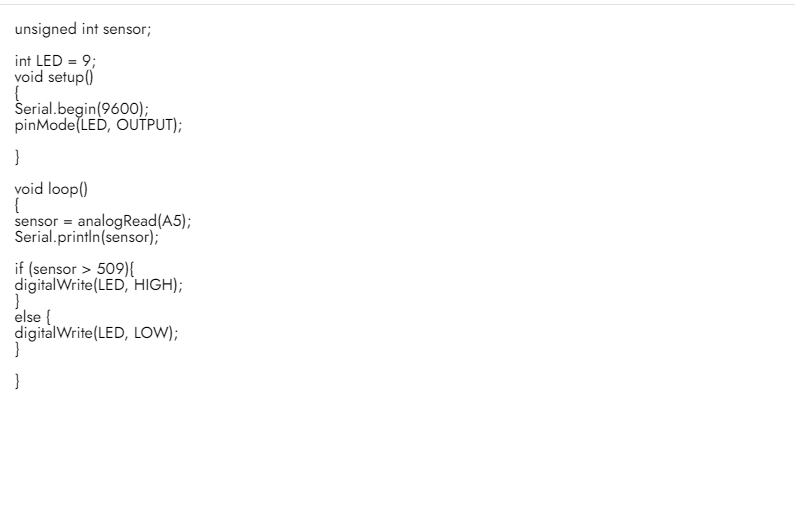 unsigned int sensor;
int LED = 9;
void setup()
{
Serial.begin(9600);
pinMode(LED, OUTPUT);
}
void loop()
{
sensor = analogRead(A5);
Serial.println(sensor);
if (sensor > 509){
digitalWrite(LED, HIGH);
}
else {
digitalWrite(LED, LOW);
}
}